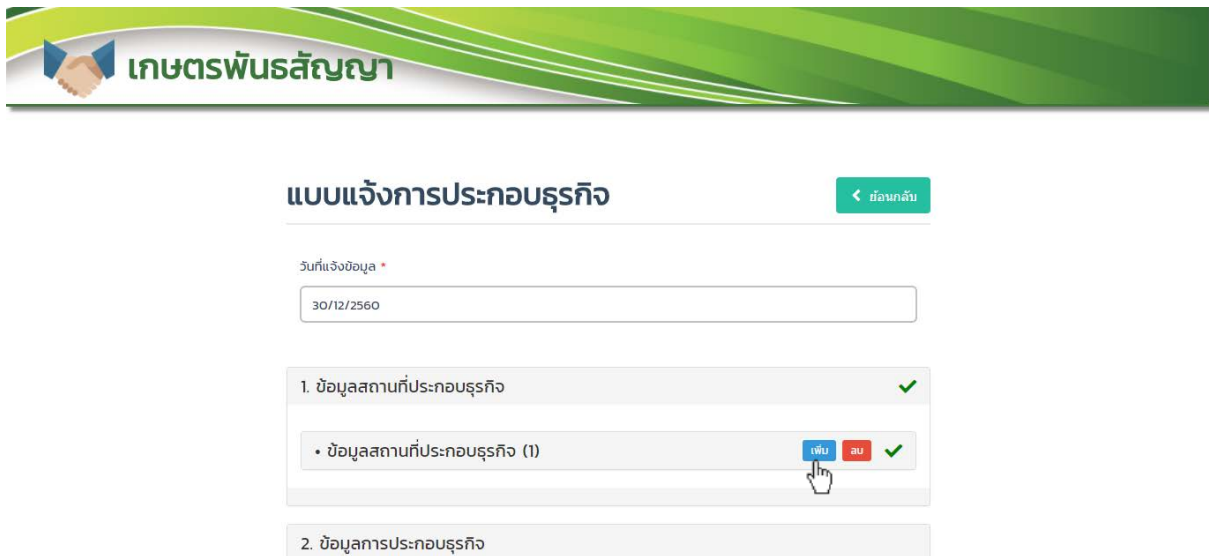 เกษตรพันธสัญญา
แบบแจ้งการประกอบธุรกิจ
ย้อนกลับ
วันที่แจ้งข้อมูล *
30/12/2560
1. ข้อมูลสถานที่ประกอบธุรกิจ
• ข้อมูลสถานที่ประกอบธุรกิจ (1) เพิ่ม ลบ
2. ข้อมูลการประกอบธุรกิจ